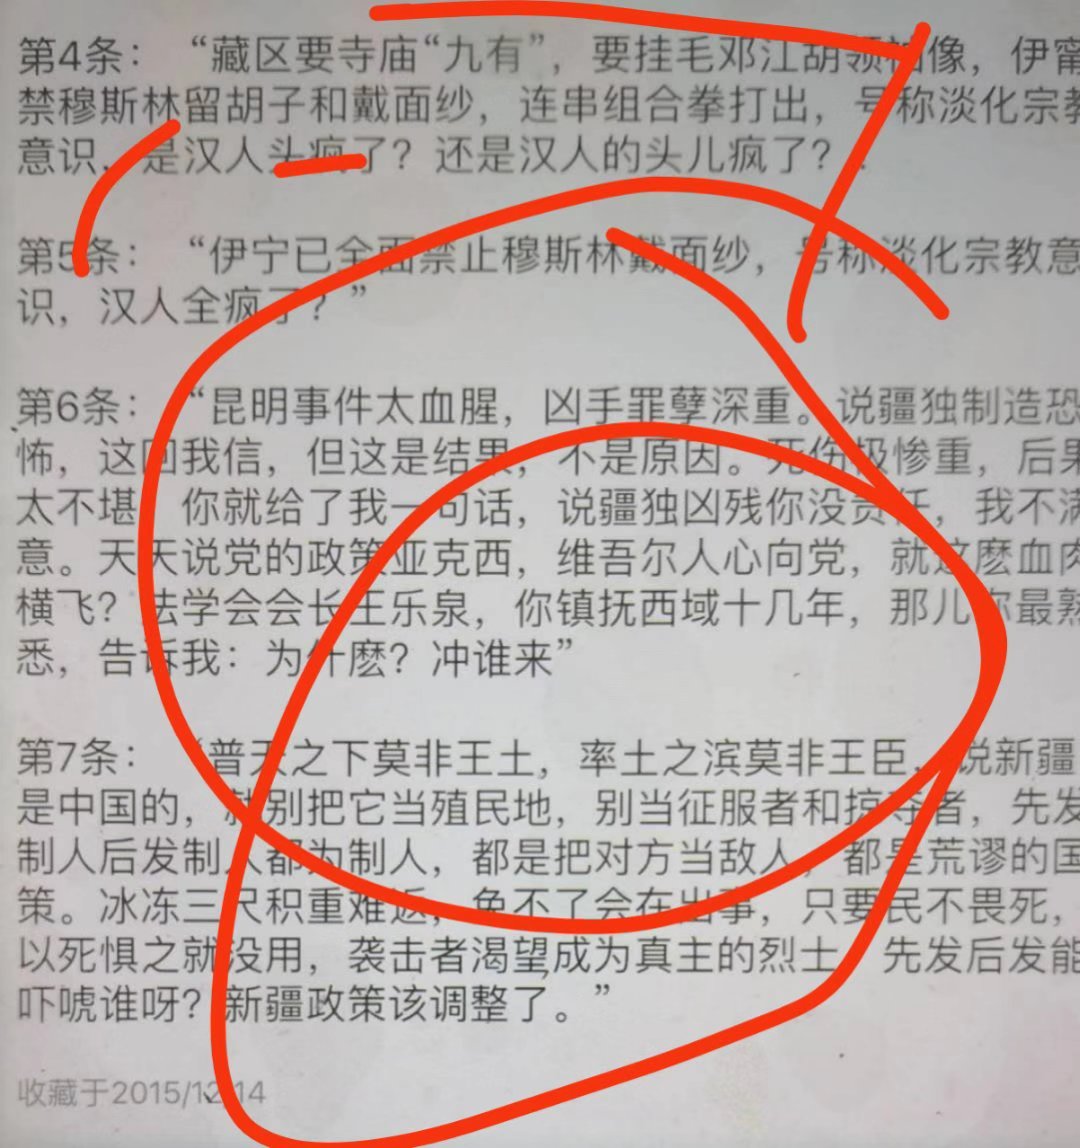 第4条：“藏区要寺庙“九有”，要挂毛邓江胡领袖像，伊甯
禁穆斯林留胡子和戴面纱，连串组合拳打出，号称淡化宗教
意识，是汉人头疯了？还是汉人的头儿疯了？”
第5条：“伊宁已全面禁止穆斯林戴面纱，号称淡化宗教意
识，汉人全疯了？”
第6条：“昆明事件太血腥，凶手罪孽深重。说疆独制造恐
怖，这回我信，但这是结果，不是原因。死伤极惨重，后果
太不堪，你就给了我一句话，说疆独凶残你没责任，我不满
意。天天说党的政策亚克西，维吾尔人心向党，就这麽血肉
横飞？法学会会长王乐泉，你镇抚西域十几年，那儿你最熟
悉，告诉我：为什麽？冲谁来”
第7条：“普天之下莫非王土，率土之滨莫非王臣，说新疆
是中国的，就别把它当殖民地，别当征服者和掠夺者，先发
制人后发制人都为制人，都是把对方当敌人，都是荒谬的国
策。冰冻三尺积重难返，免不了会在出事，只要民不畏死，
以死惧之就没用，袭击者渴望成为真主的烈士，先发后发能
吓唬谁呀？新疆政策该调整了。”
收藏于2015/12/14